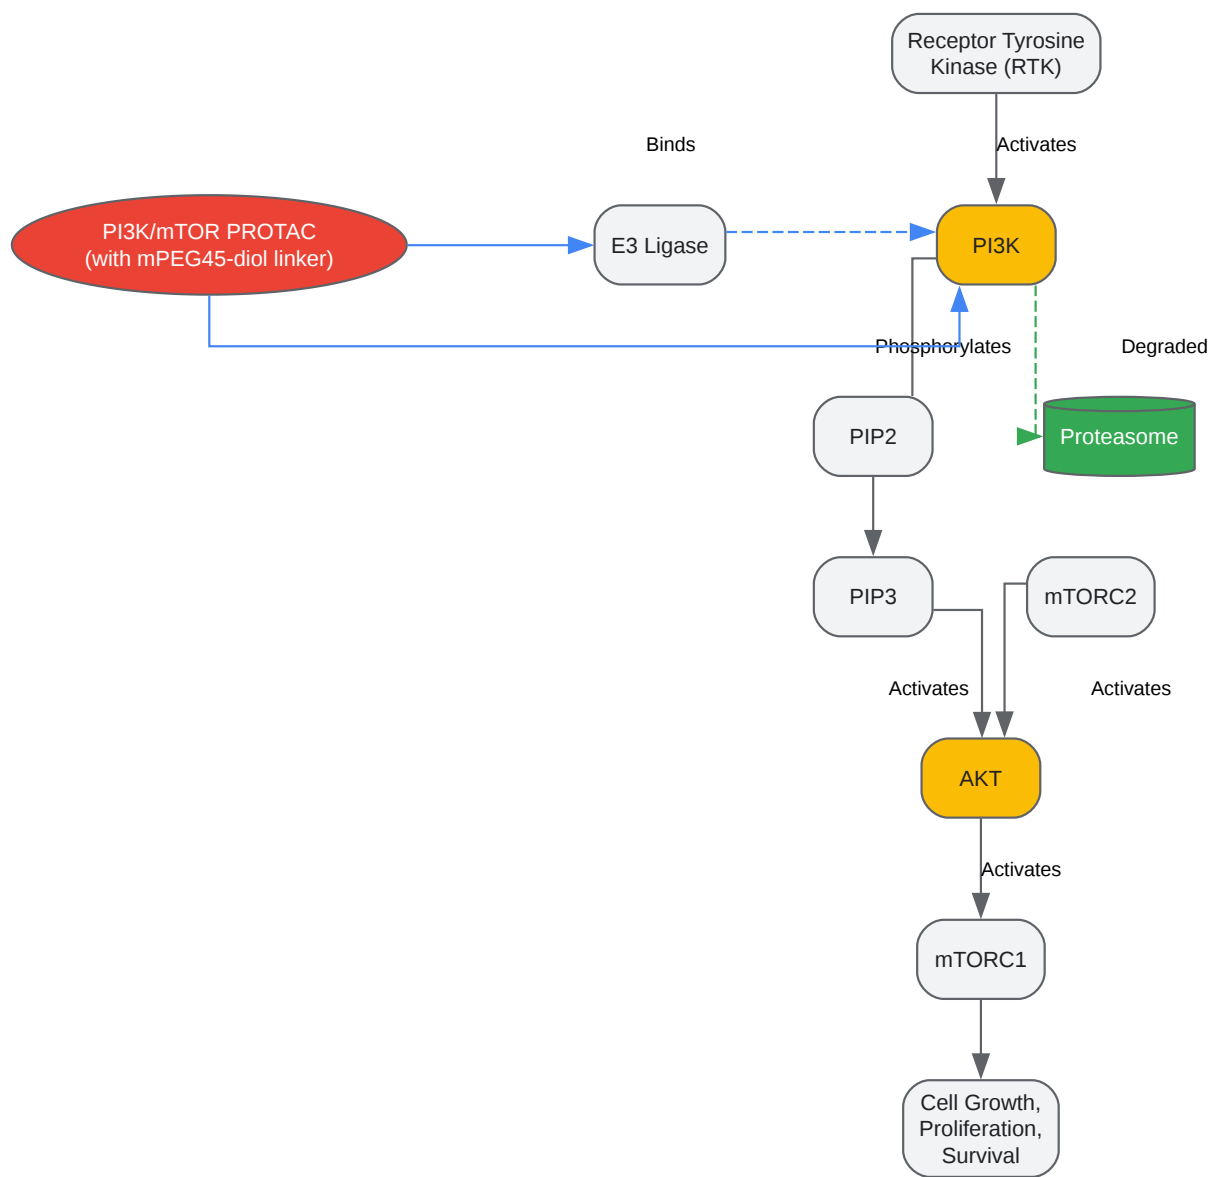 Receptor Tyrosine
Kinase (RTK)
Binds
Activates
PI3K/mTOR PROTAC
(with mPEG45-diol linker)
E3 Ligase
PI3K
Phosphorylates
Degraded
PIP2
Proteasome
PIP3
mTORC2
Activates
Activates
AKT
Activates
mTORC1
Cell Growth,
Proliferation,
Survival